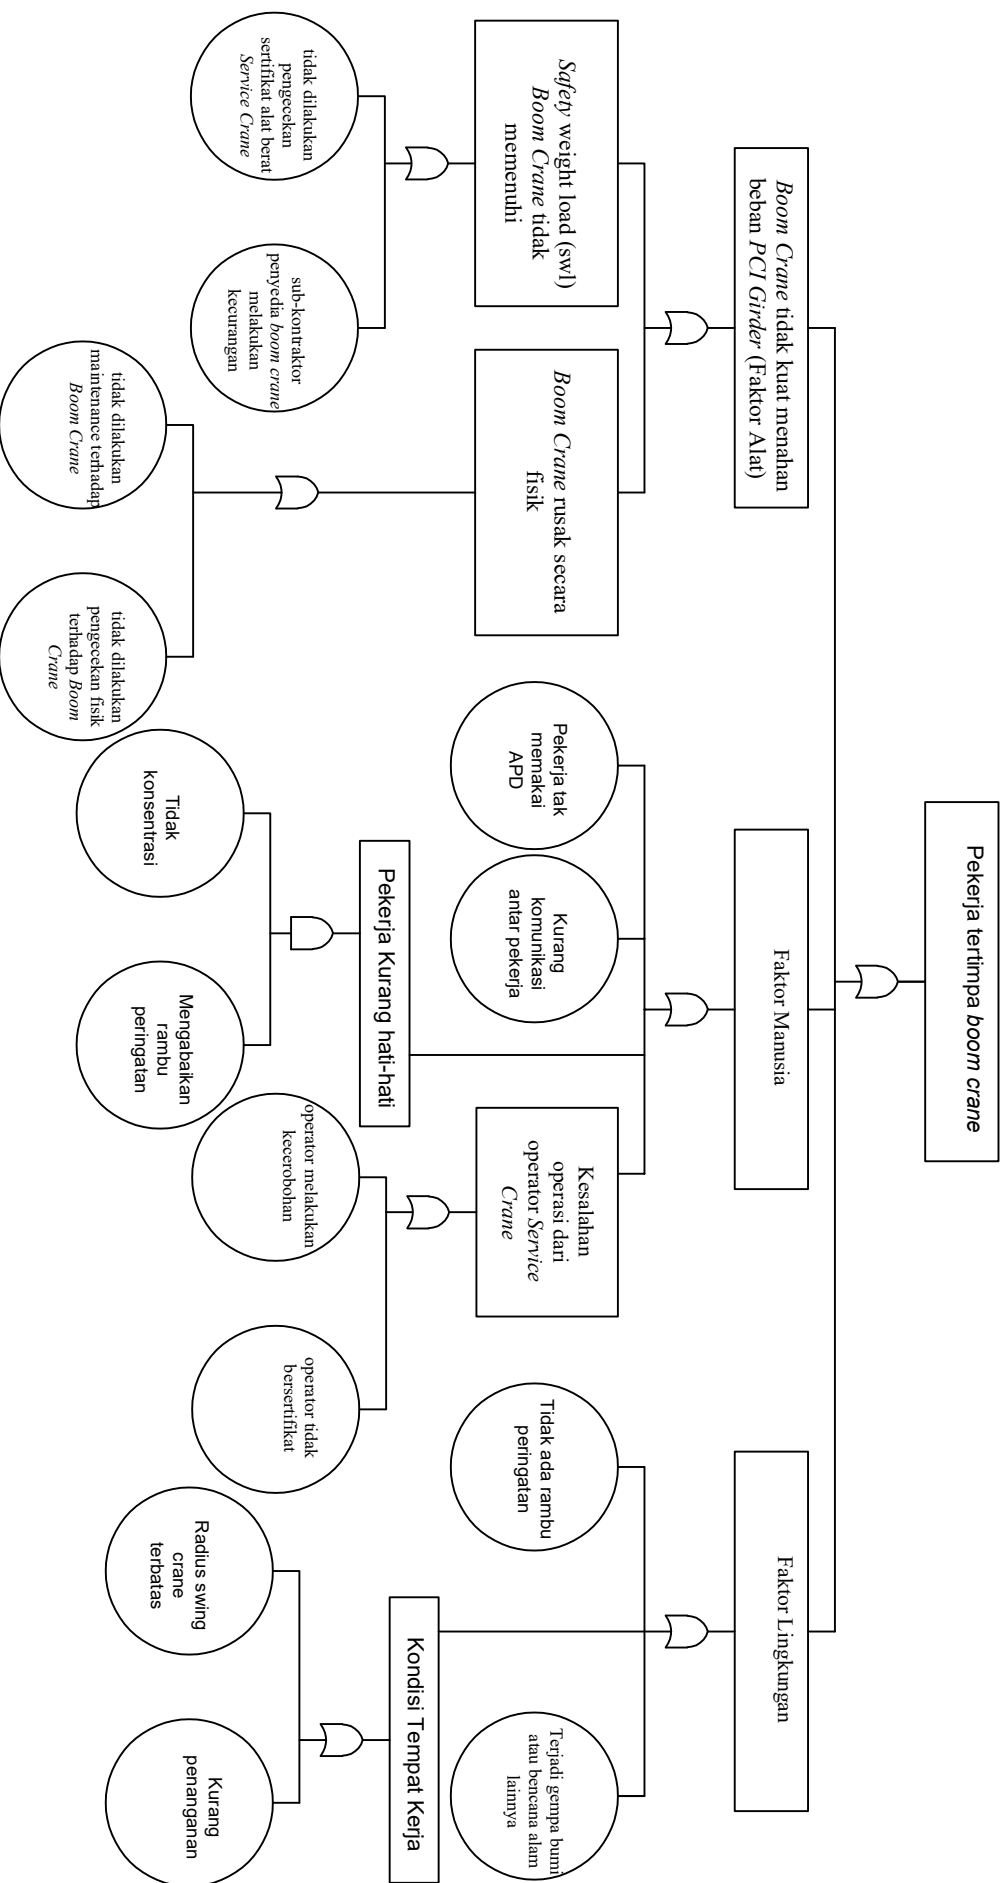 Pekerja tertimpa boom crane
Boom Crane tidak kuat menahan
beban PCI Girder (Faktor Alat)
Faktor Manusia
Faktor Lingkungan
Safety weight load (swl)
Boom Crane tidak
memenuhi
Boom Crane rusak secara
fisik
Pekerja tak
memakai
APD
Kurang
komunikasi
antar pekerja
Kesalahan
operasi dari
operator Service
Crane
Tidak ada rambu
peringatan
Terjadi gempa bumi
atau bencana alam
lainnya
Pekerja Kurang hati-hati
Kondisi Tempat Kerja
tidak dilakukan
pengecekan
sertifikat alat berat
Service Crane
sub-kontraktor
penyedia boom crane
melakukan
kecurangan
operator melakukan
kecerobohan
operator tidak
bersertifikat
tidak dilakukan
maintenance terhadap
Boom Crane
tidak dilakukan
pengecekan fisik
terhadap Boom
Crane
Tidak
konsentrasi
Mengabaikan
rambu
peringatan
Radius swing
crane
terbatas
Kurang
penanganan